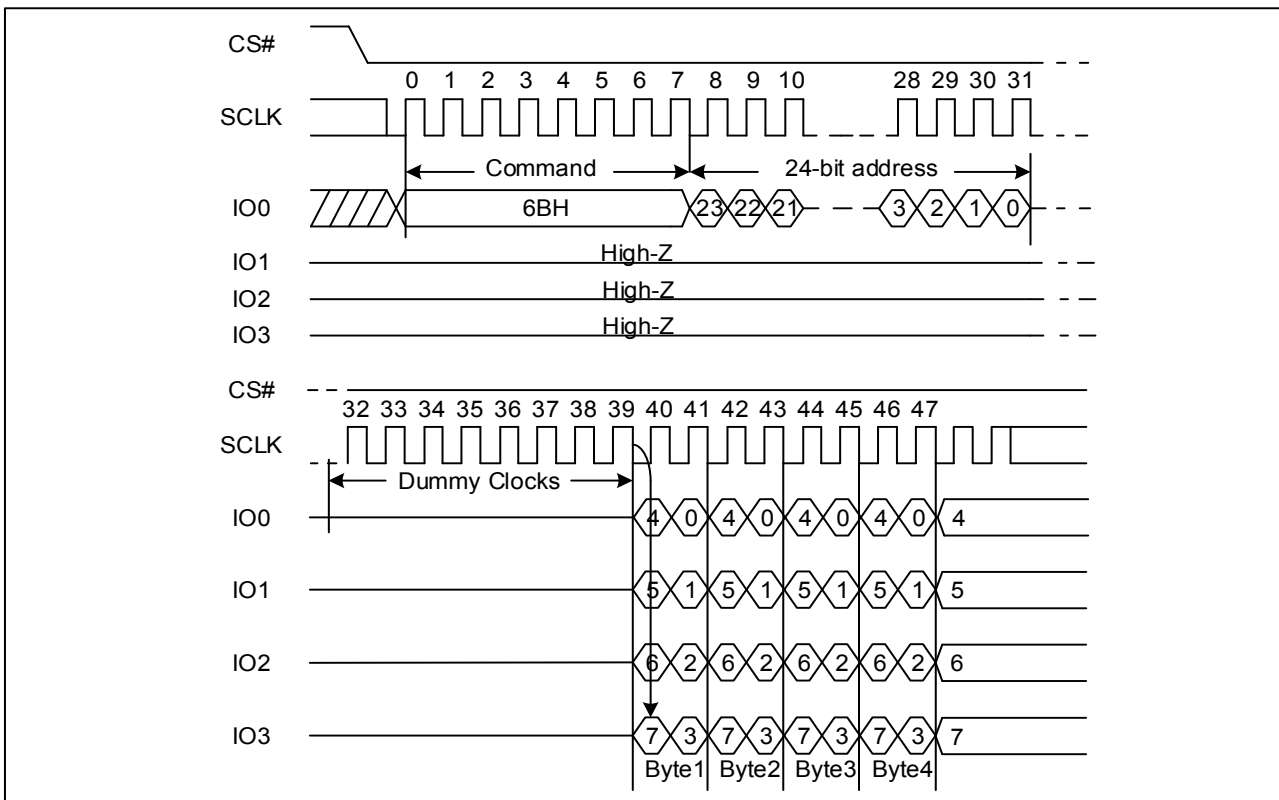 CS#
0 1 2 3 4 5 6 7 8 9 10 28 29 30 31
SCLK
Command 24-bit address
IO0 6BH 23 22 21 3 2 1 0
IO1 High-Z
IO2 High-Z
IO3 High-Z
CS#
32 33 34 35 36 37 38 39 40 41 42 43 44 45 46 47
SCLK
Dummy Clocks
IO0 4 0 4 0 4 0 4 0 4
IO1 5 1 5 1 5 1 5 1 5
IO2 6 2 6 2 6 2 6 2 6
IO3 7 3 7 3 7 3 7 3 7
Byte1 Byte2 Byte3 Byte4